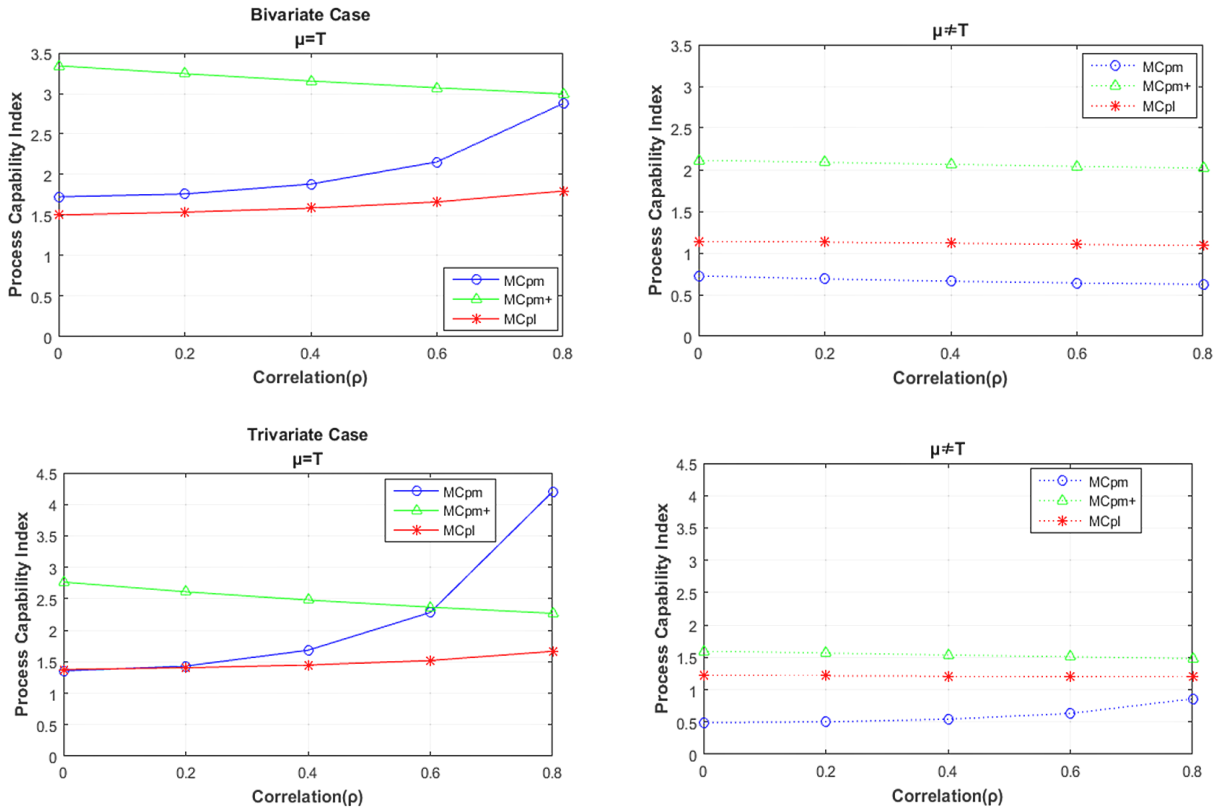 Bivariate Case
μ=T
Process Capability Index
3.5
3
2.5
2
1.5
1
0.5
0
0 0.2 0.4 0.6 0.8
Correlation(ρ)
MCpm
MCpm+
MCpI
μ≠T
Process Capability Index
3.5
3
2.5
2
1.5
1
0.5
0
0 0.2 0.4 0.6 0.8
Correlation(ρ)
MCpm
MCpm+
MCpI
Trivariate Case
μ=T
Process Capability Index
4.5
4
3.5
3
2.5
2
1.5
1
0.5
0
0 0.2 0.4 0.6 0.8
Correlation(ρ)
MCpm
MCpm+
MCpI
μ≠T
Process Capability Index
4.5
4
3.5
3
2.5
2
1.5
1
0.5
0
0 0.2 0.4 0.6 0.8
Correlation(ρ)
MCpm
MCpm+
MCpI